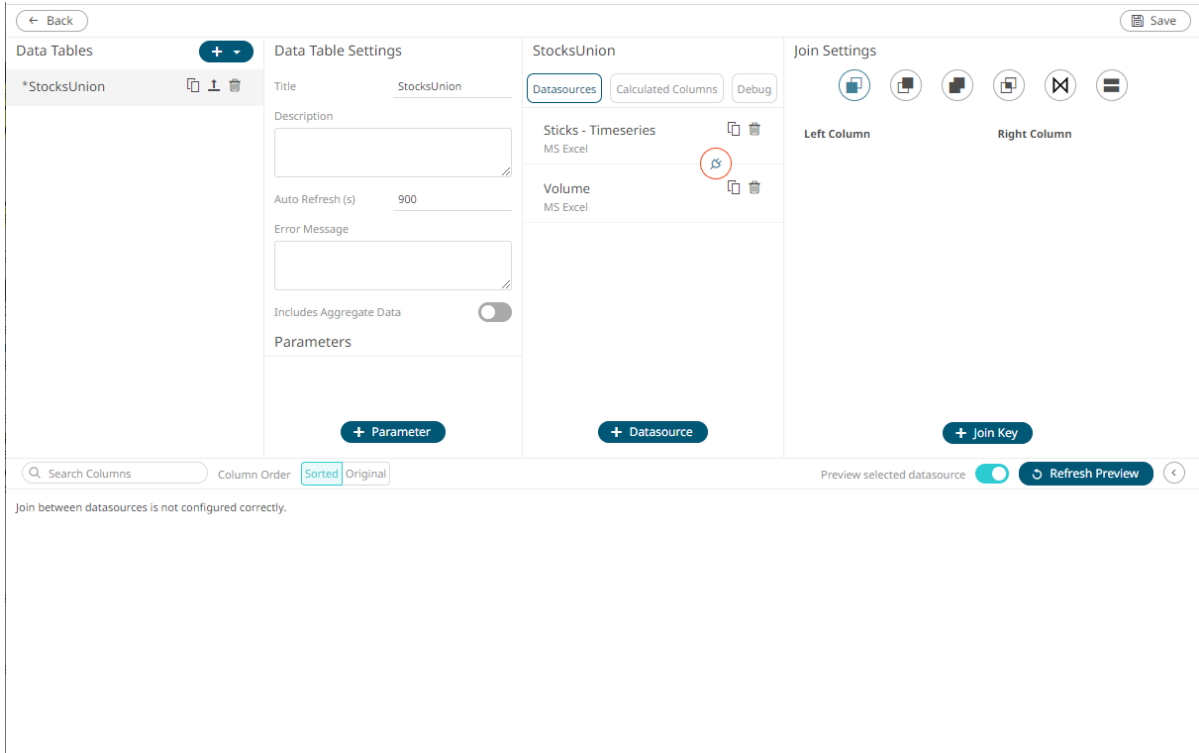 Back
Save
Data Tables
Data Table Settings
StocksUnion
Join Settings
*StocksUnion
Title
StocksUnion
Datasources
Calculated Columns
Debug
Description
Sticks - Timeseries
MS Excel
Left Column
Right Column
Volume
MS Excel
Auto Refresh (s)
900
Error Message
Includes Aggregate Data
Parameters
+ Parameter
+ Datasource
+ Join Key
Search Columns
Column Order
Sorted
Original
Preview selected datasource
Refresh Preview
Join between datasources is not configured correctly.